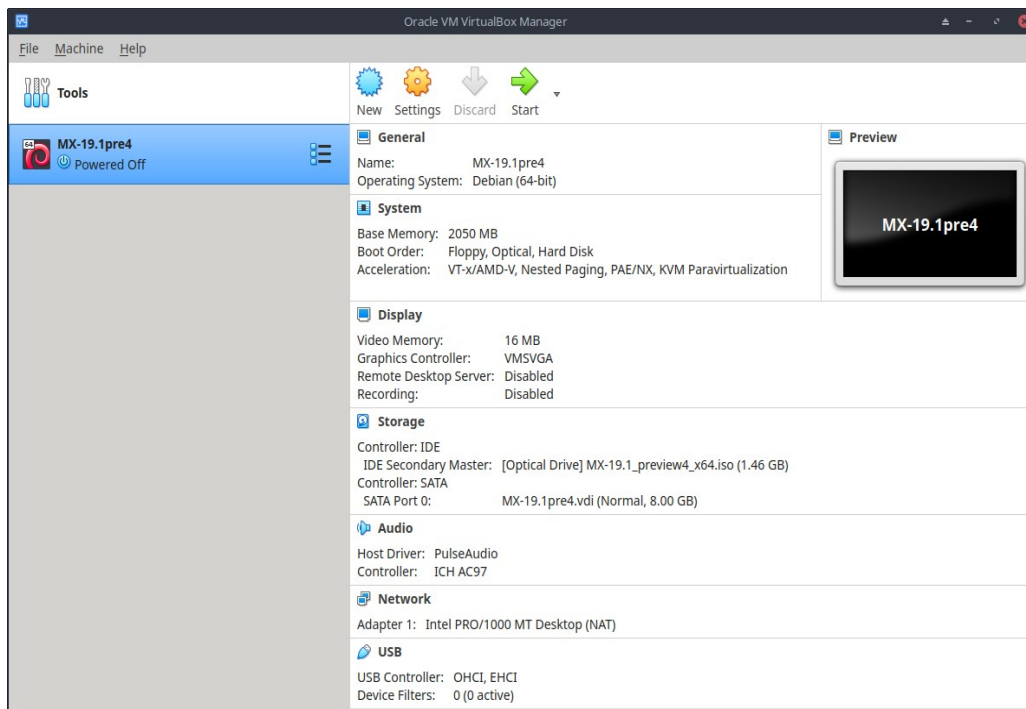 Oracle VM VirtualBox Manager
File Machine Help
Tools
New Settings Discard Start
64
MX-19.1pre4
Powered Off
General
Name: MX-19.1pre4
Operating System: Debian (64-bit)
Preview
MX-19.1pre4
System
Base Memory: 2050 MB
Boot Order: Floppy, Optical, Hard Disk
Acceleration: VT-x/AMD-V, Nested Paging, PAE/NX, KVM Paravirtualization
Display
Video Memory: 16 MB
Graphics Controller: VMSVGA
Remote Desktop Server: Disabled
Recording: Disabled
Storage
Controller: IDE
IDE Secondary Master: [Optical Drive] MX-19.1_preview4_x64.iso (1.46 GB)
Controller: SATA
SATA Port 0: MX-19.1pre4.vdi (Normal, 8.00 GB)
Audio
Host Driver: PulseAudio
Controller: ICH AC97
Network
Adapter 1: Intel PRO/1000 MT Desktop (NAT)
USB
USB Controller: OHCI, EHCI
Device Filters: 0 (0 active)